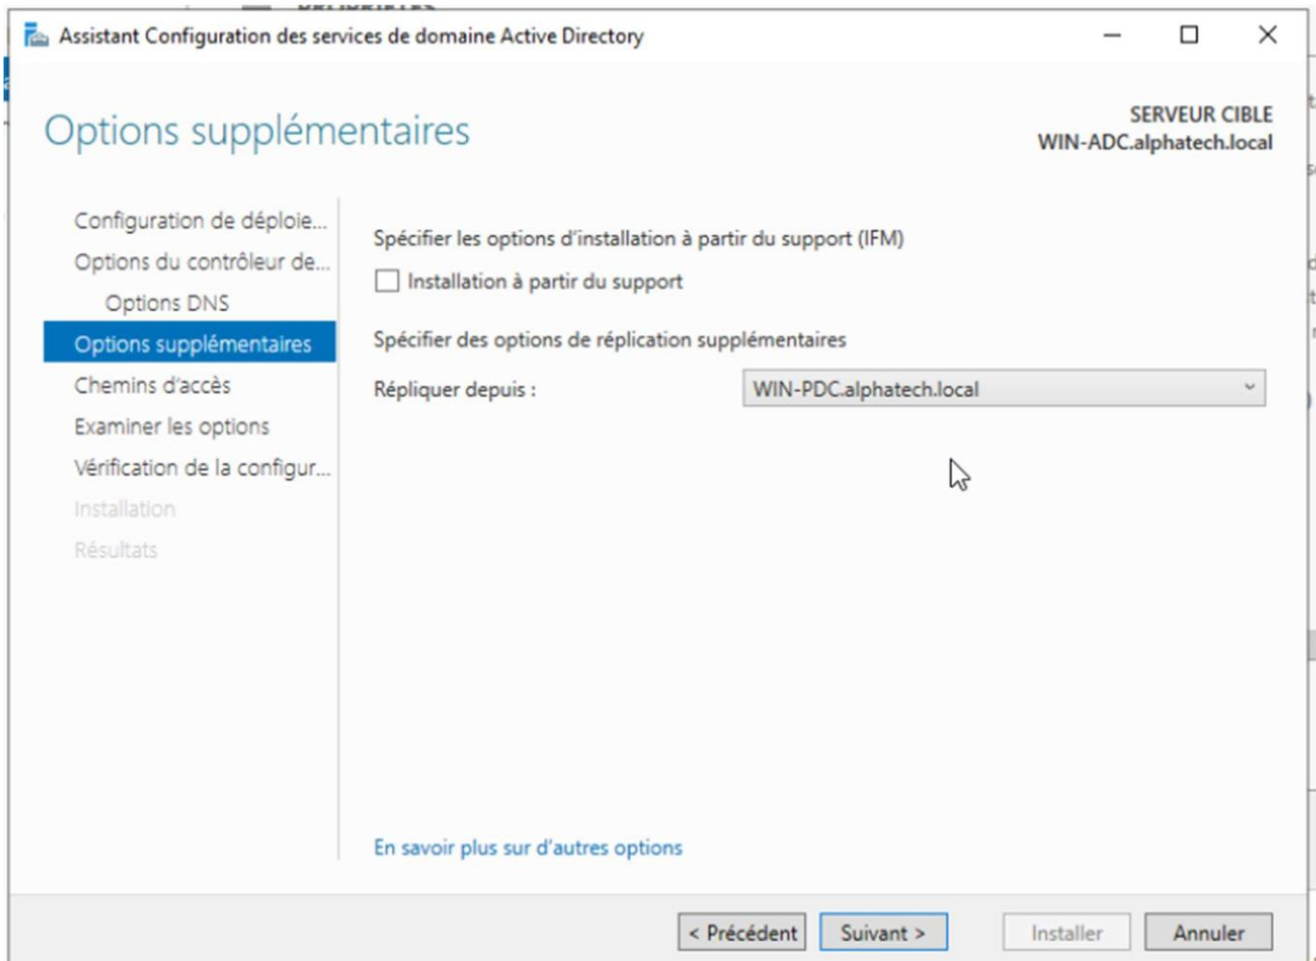 PROPRIÉTÉS
Assistant Configuration des services de domaine Active Directory
Options supplémentaires
SERVEUR CIBLE
WIN-ADC.alphatech.local
Configuration de déploie...
Options du contrôleur de...
Options DNS
Options supplémentaires
Chemins d'accès
Examiner les options
Vérification de la configur...
Installation
Résultats
Spécifier les options d'installation à partir du support (IFM)
Installation à partir du support
Spécifier des options de réplication supplémentaires
Répliquer depuis :
WIN-PDC.alphatech.local
En savoir plus sur d'autres options
< Précédent
Suivant >
Installer
Annuler